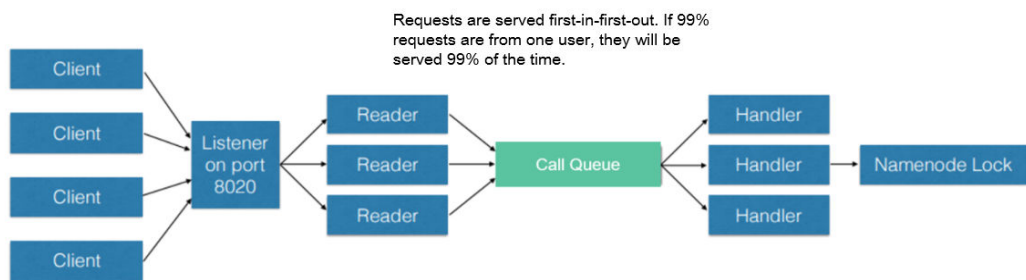 Requests are served first-in-first-out. If 99%
requests are from one user, they will be
served 99% of the time.
Client
Client
Client
Client
Listener
on port
8020
Reader
Reader
Reader
Call Queue
Handler
Handler
Handler
Namenode Lock